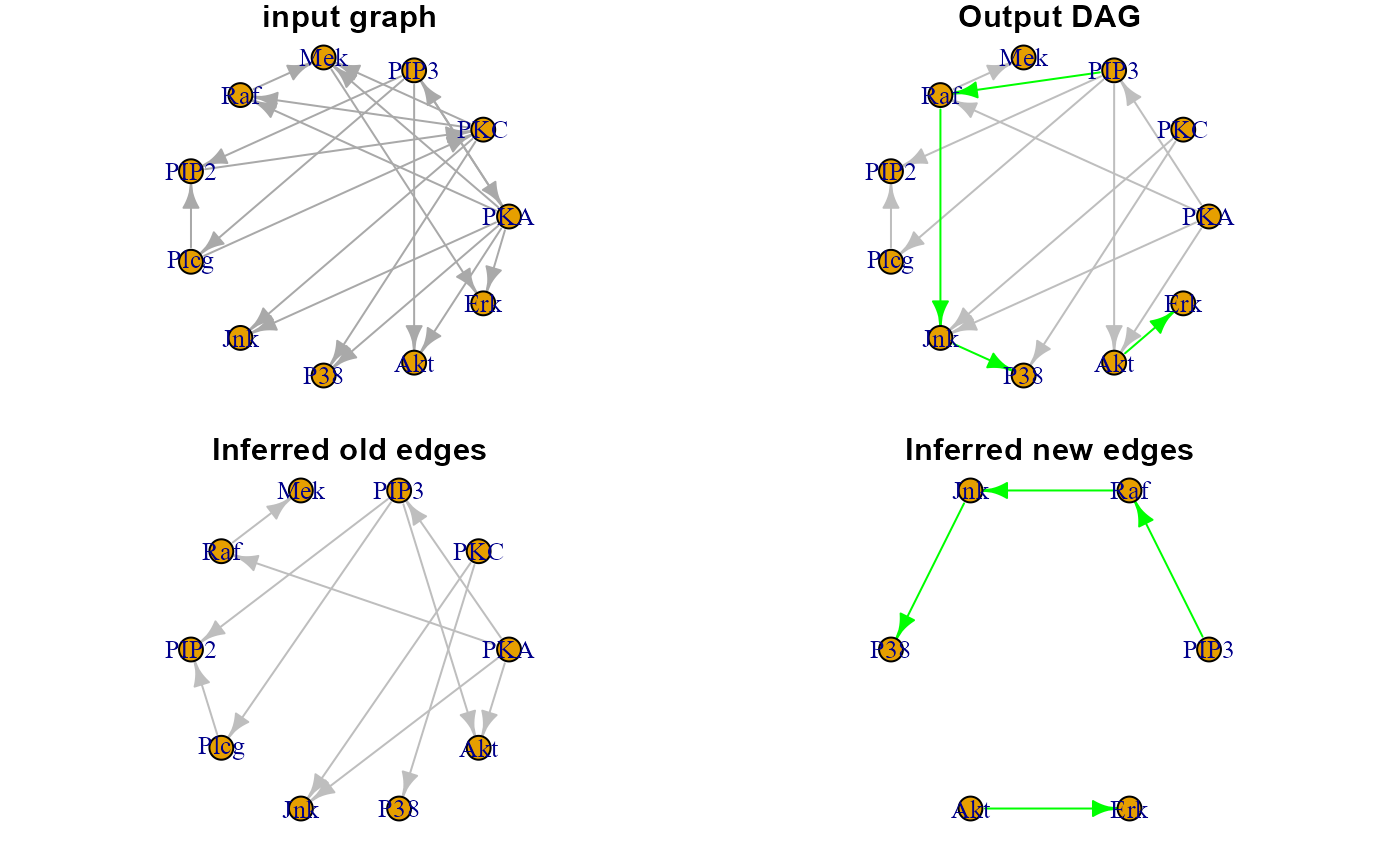 input graph
Mek
PIP3
Raf
PKC
PIP2
PKA
Plcg
Erk
Jnk
Akt
P38
Output DAG
Mek
PIP3
Raf
PKC
PIP2
PKA
Plcg
Erk
Jnk
Akt
P38
Inferred old edges
Mek
PIP3
Raf
PKC
PIP2
PKA
Plcg
Akt
Jnk
P38
Inferred new edges
Jnk
Raf
P38
PIP3
Akt
Erk